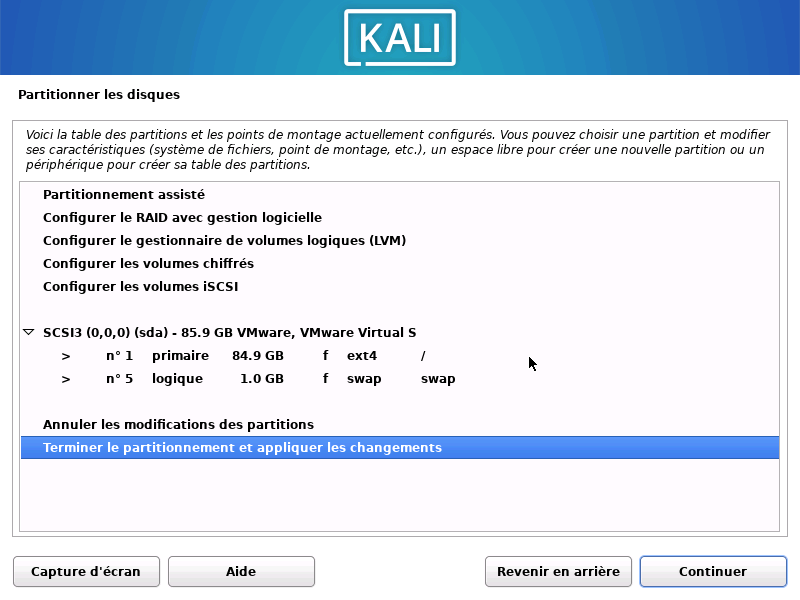 KALI
Partitionner les disques
Voici la table des partitions et les points de montage actuellement configurés. Vous pouvez choisir une partition et modifier
ses caractéristiques (système de fichiers, point de montage, etc.), un espace libre pour créer une nouvelle partition ou un
périphérique pour créer sa table des partitions.
Partitionnement assisté
Configurer le RAID avec gestion logicielle
Configurer le gestionnaire de volumes logiques (LVM)
Configurer les volumes chiffrés
Configurer les volumes iSCSI
SCSI3 (0,0,0) (sda) - 85.9 GB VMware, VMware Virtual S
> n° 1 primaire 84.9 GB f ext4 /
> n° 5 logique 1.0 GB f swap swap
Annuler les modifications des partitions
Terminer le partitionnement et appliquer les changements
Capture d'écran Aide Revenir en arrière Continuer